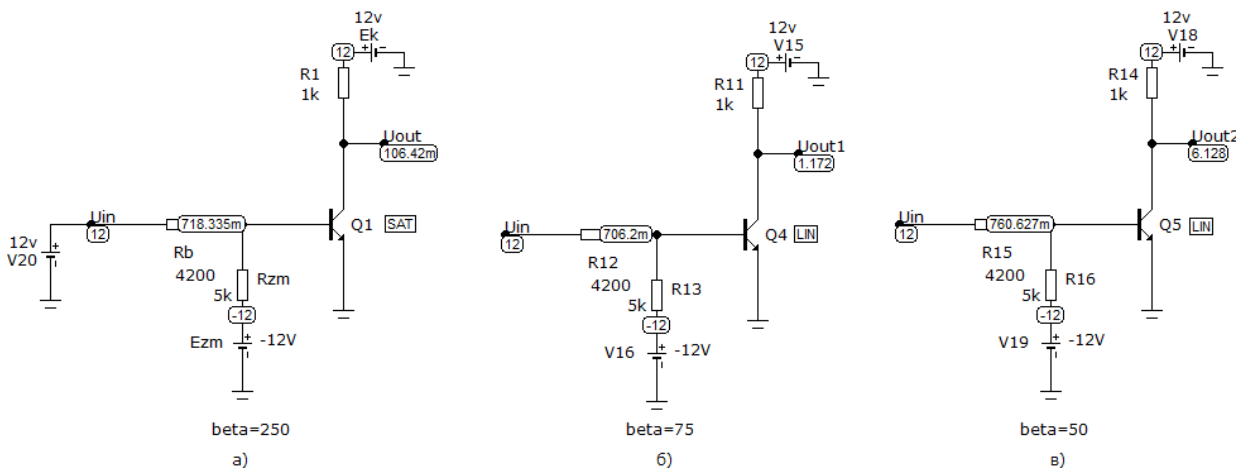 12v
Ek
12
+
-
R1
1k
Uout
106.42m
Uin
12
718.335m
Q1
SAT
12v
V20
+
-
Rb
4200
Rzm
5k
-12
Ezm
+
-
-12V
beta=250
а)
12v
V15
12
+
-
R11
1k
Uout1
1.172
Uin
12
706.2m
Q4
LIN
R12
4200
R13
5k
-12
V16
+
-
-12V
beta=75
б)
12v
V18
12
+
-
R14
1k
Uout2
6.128
Uin
12
760.627m
Q5
LIN
R15
4200
R16
5k
-12
V19
+
-
-12V
beta=50
в)